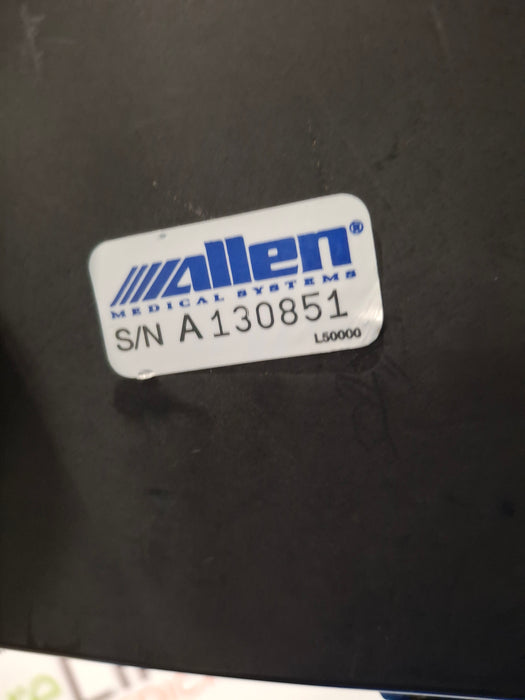 Allen®
MEDICAL SYSTEMS
S/N A130851
L50000